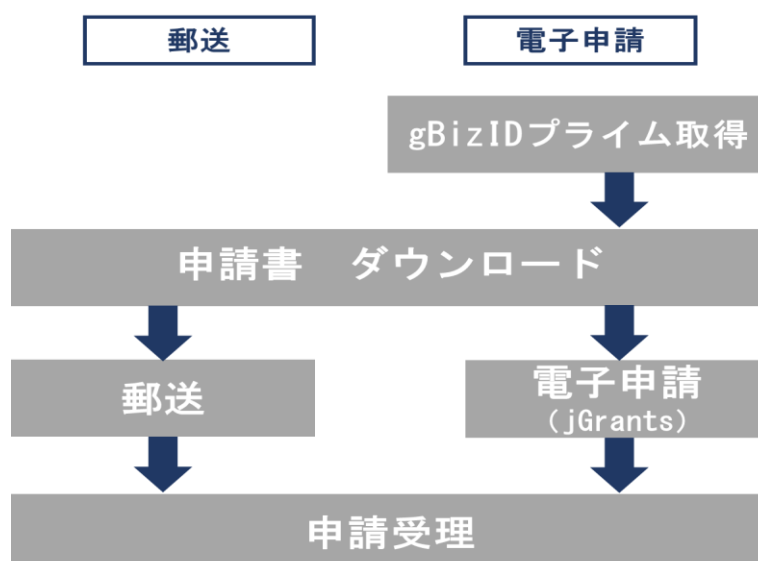 郵送
電子申請
gBizIDプライム取得
申請書　ダウンロード
郵送
電子申請
(jGrants)
申請受理